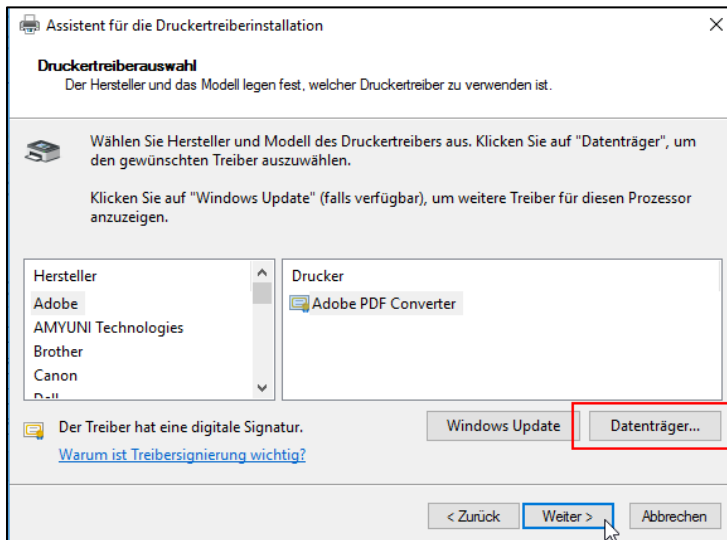 Assistent für die Druckertreiberinstallation
Druckertreiberauswahl
Der Hersteller und das Modell legen fest, welcher Druckertreiber zu verwenden ist.
Wählen Sie Hersteller und Modell des Druckertreibers aus. Klicken Sie auf "Datenträger", um
den gewünschten Treiber auszuwählen.
Klicken Sie auf "Windows Update" (falls verfügbar), um weitere Treiber für diesen Prozessor
anzuzeigen.
Hersteller
Adobe
AMYUNI Technologies
Brother
Canon
Drucker
Adobe PDF Converter
Der Treiber hat eine digitale Signatur.
Warum ist Treibersignierung wichtig?
Windows Update
Datenträger...
< Zurück
Weiter >
Abbrechen